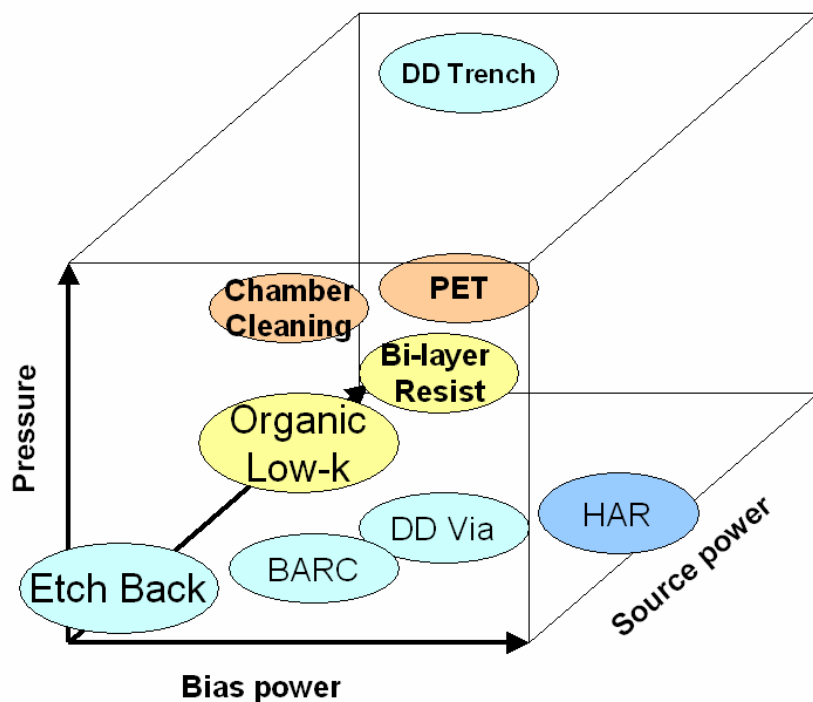 DD Trench
Chamber
Cleaning
PET
Bi-layer
Resist
Organic
Low-k
Pressure
DD Via
HAR
BARC
Etch Back
Source power
Bias power